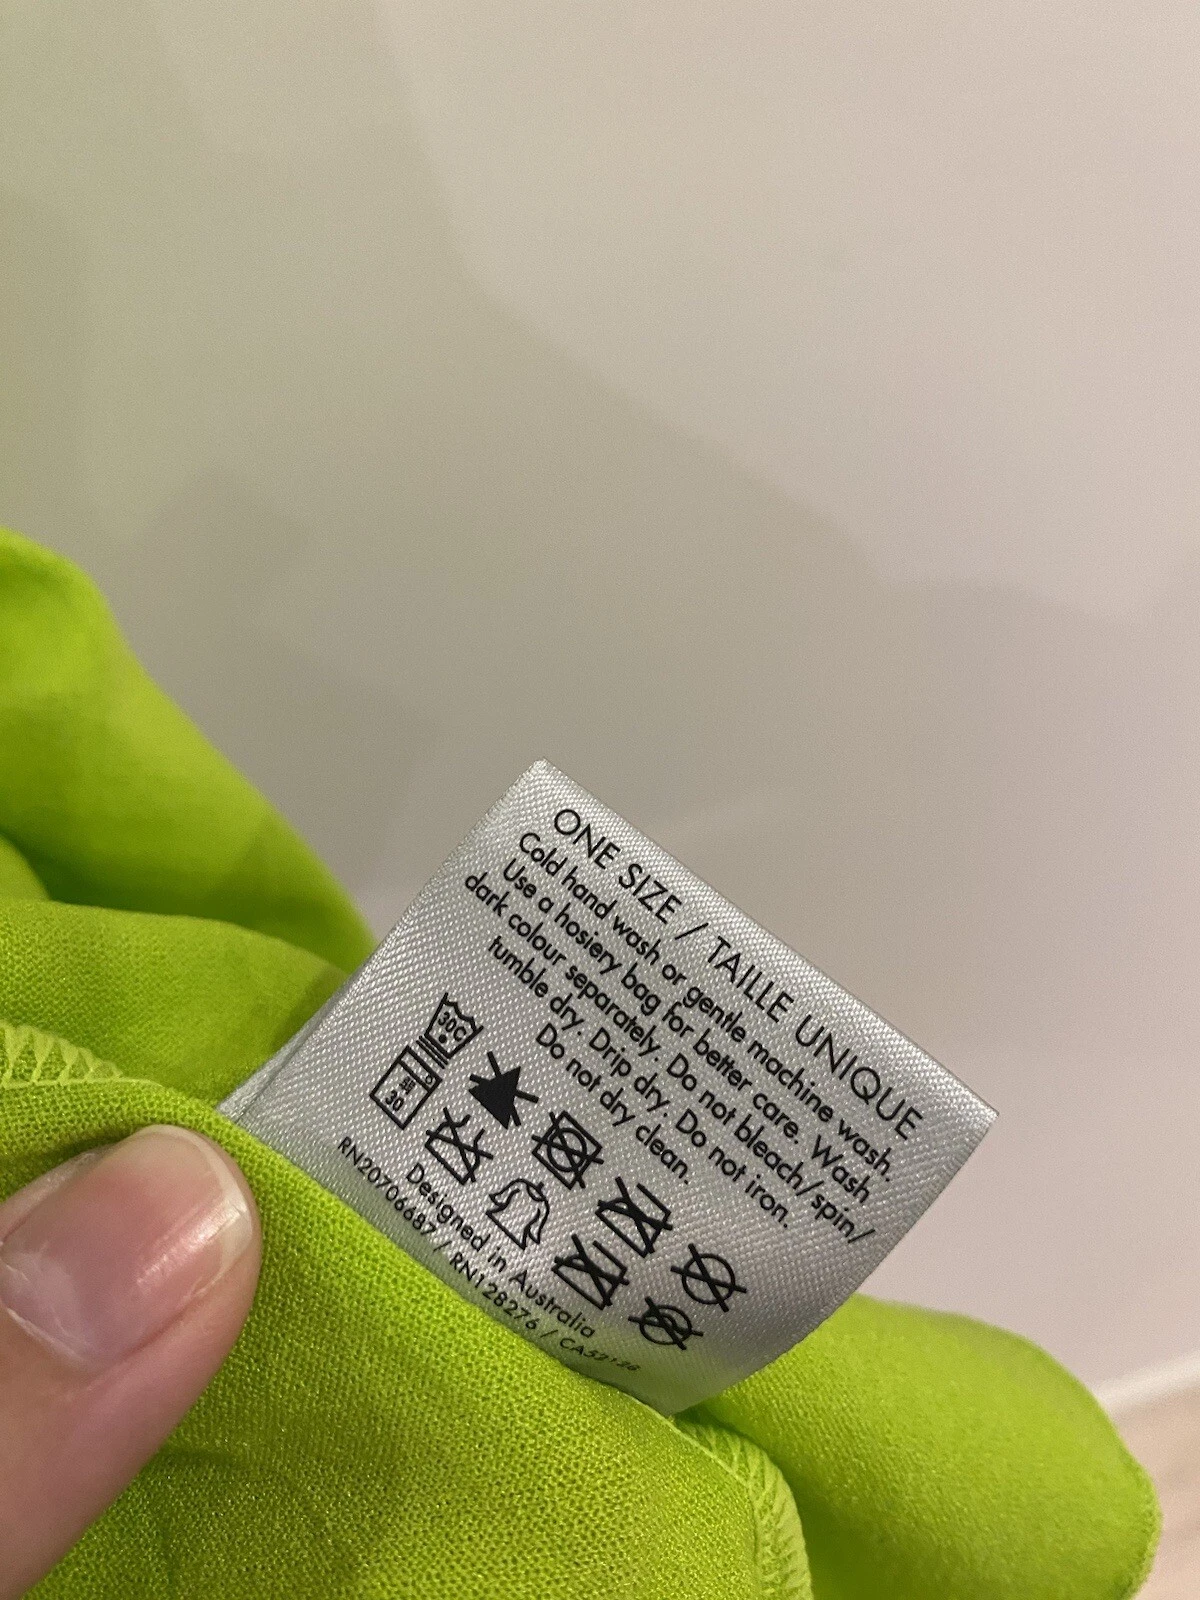 ONE SIZE / TAILLE UNIQUE
Cold hand wash or gentle machine wash.
Use a hosiery bag for better care. Wash
dark colour separately. Do not bleach/spin/
tumble dry. Drip dry. Do not iron.
Do not dry clean.
30C
30
Designed in Australia
RN20706687 / RN128276 /